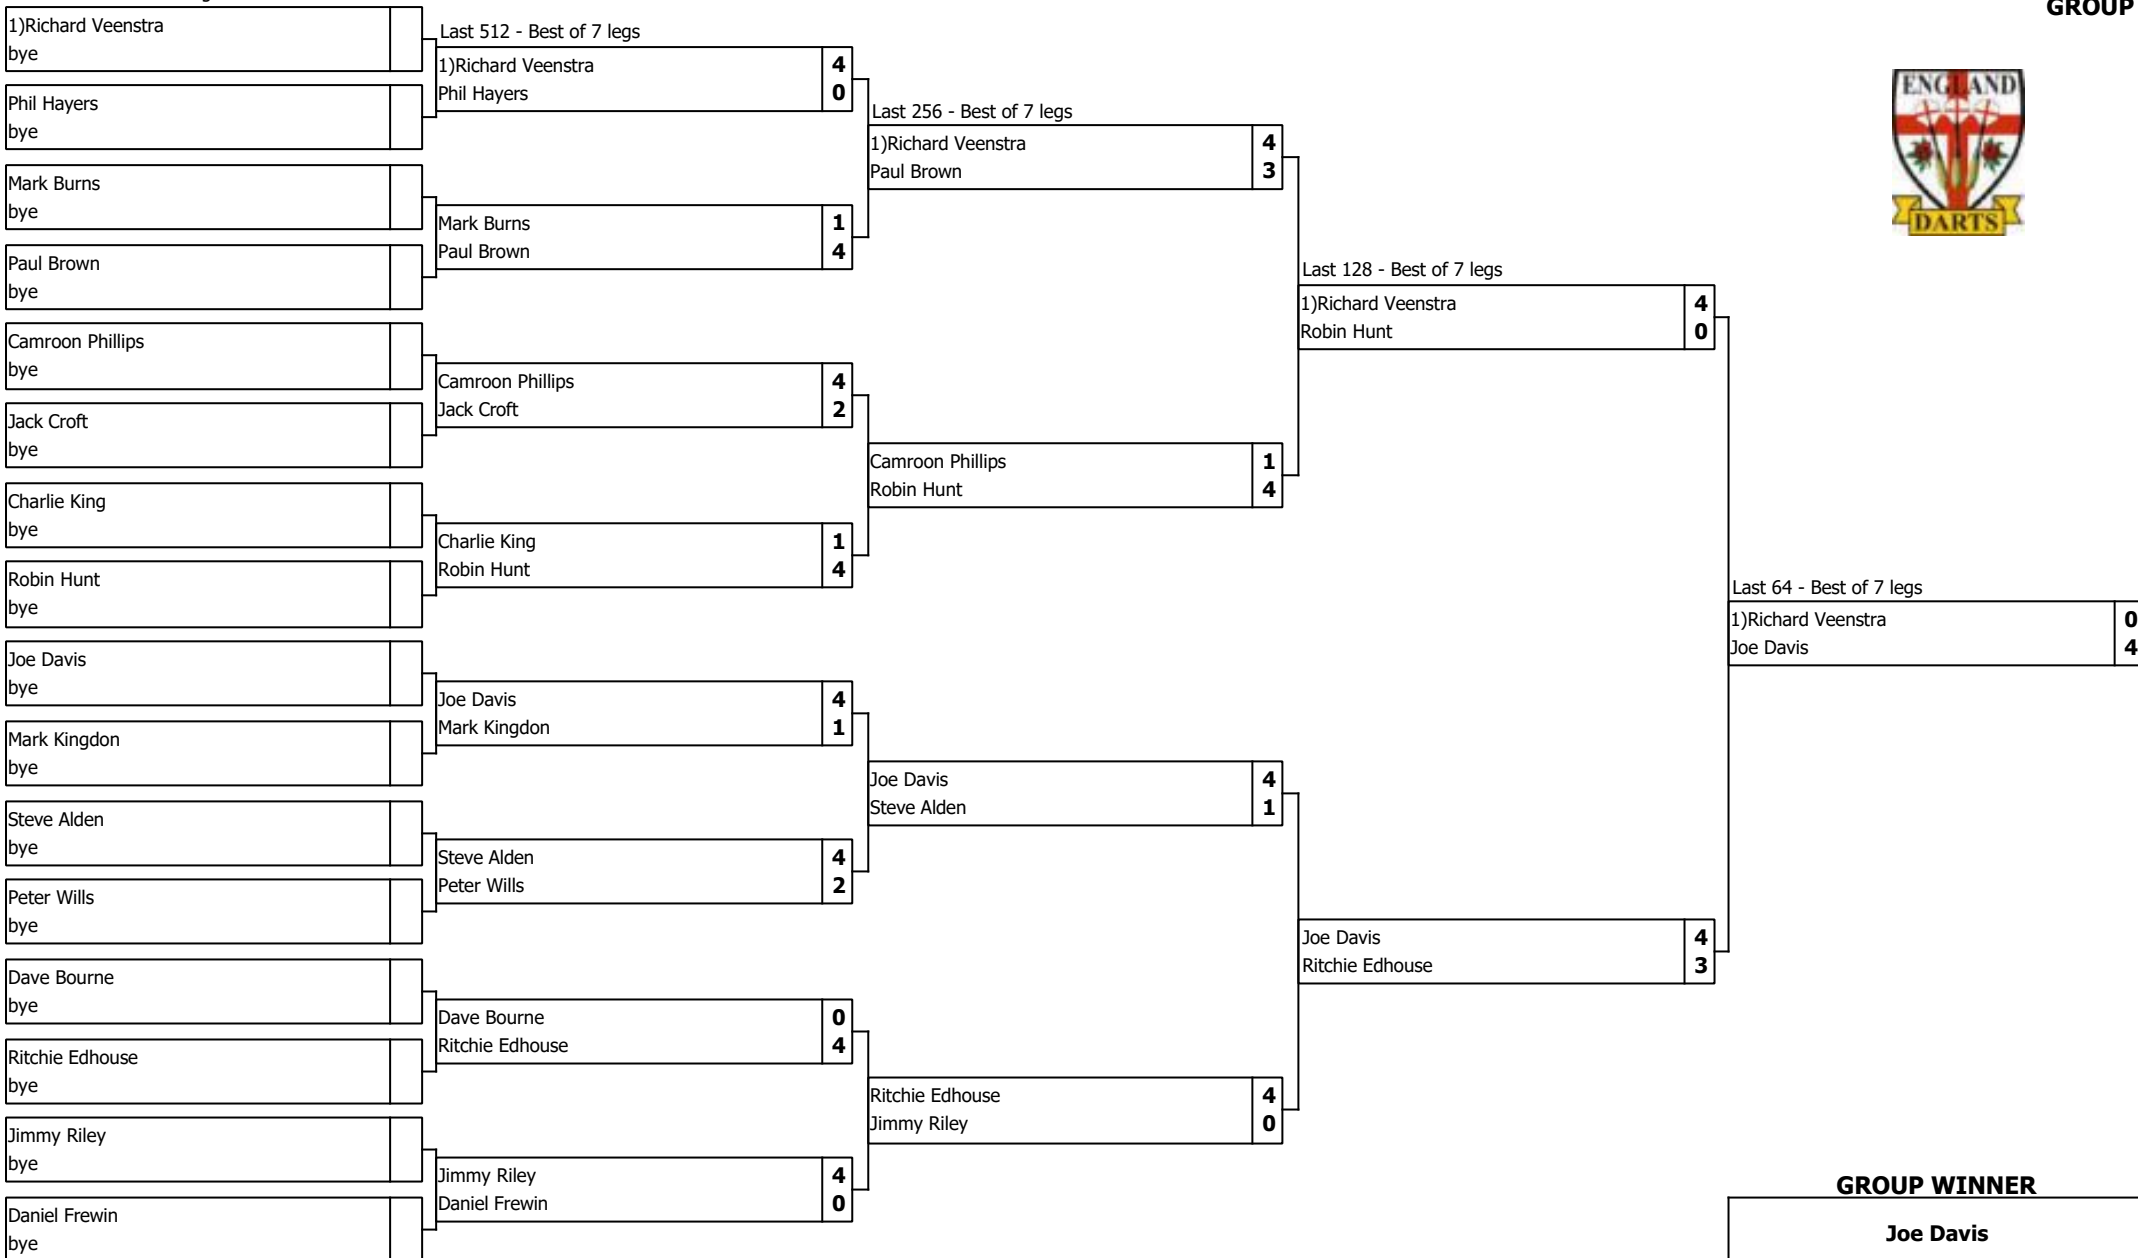 GROUP
1)Richard Veenstra
bye
Phil Hayers
bye
Mark Burns
bye
Paul Brown
bye
Camroon Phillips
bye
Jack Croft
bye
Charlie King
bye
Robin Hunt
bye
Joe Davis
bye
Mark Kingdon
bye
Steve Alden
bye
Peter Wills
bye
Dave Bourne
bye
Ritchie Edhouse
bye
Jimmy Riley
bye
Daniel Frewin
bye
Last 512 - Best of 7 legs
1)Richard Veenstra 4
Phil Hayers 0
Mark Burns 1
Paul Brown 4
Camroon Phillips 4
Jack Croft 2
Charlie King 1
Robin Hunt 4
Joe Davis 4
Mark Kingdon 1
Steve Alden 4
Peter Wills 2
Dave Bourne 0
Ritchie Edhouse 4
Jimmy Riley 4
Daniel Frewin 0
Last 256 - Best of 7 legs
1)Richard Veenstra 4
Paul Brown 3
Camroon Phillips 1
Robin Hunt 4
Joe Davis 4
Steve Alden 1
Ritchie Edhouse 4
Jimmy Riley 0
Last 128 - Best of 7 legs
1)Richard Veenstra 4
Robin Hunt 0
Joe Davis 4
Ritchie Edhouse 3
ENGLAND
DARTS
Last 64 - Best of 7 legs
1)Richard Veenstra 0
Joe Davis 4
GROUP WINNER
Joe Davis